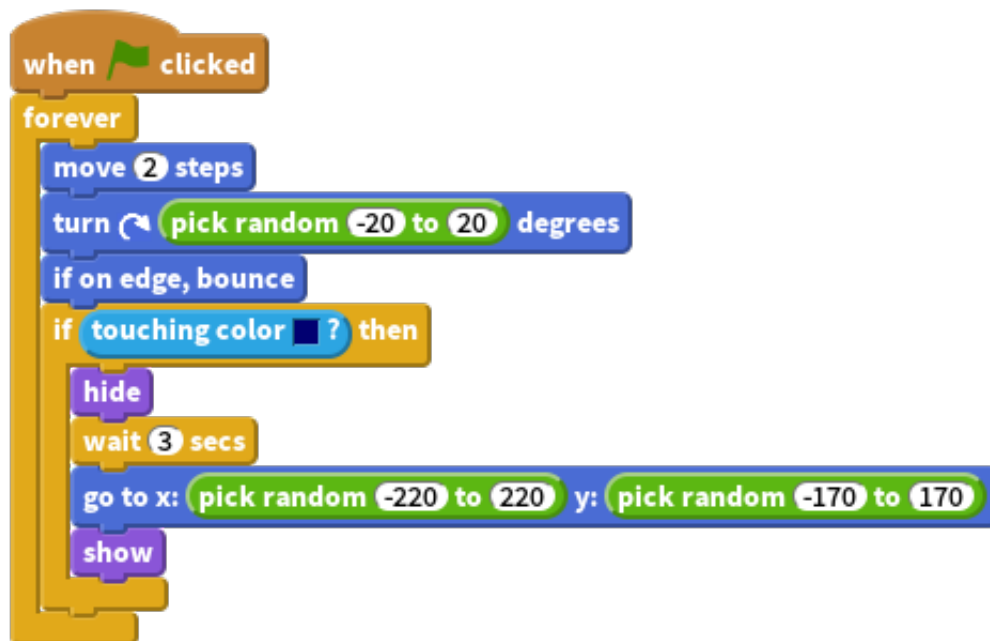 when clicked
forever
move 2 steps
turn pick random -20 to 20 degrees
if on edge, bounce
if touching color ? then
hide
wait 3 secs
go to x: pick random -220 to 220 y: pick random -170 to 170
show